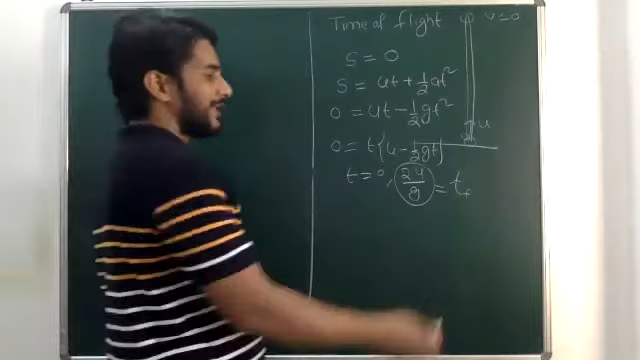 Time of flight v=0
S = 0
S = ut + ½at²
0 = ut − ½gt²
u
0 = t(u − ½gt)
t = 0, 2u/g = t_f